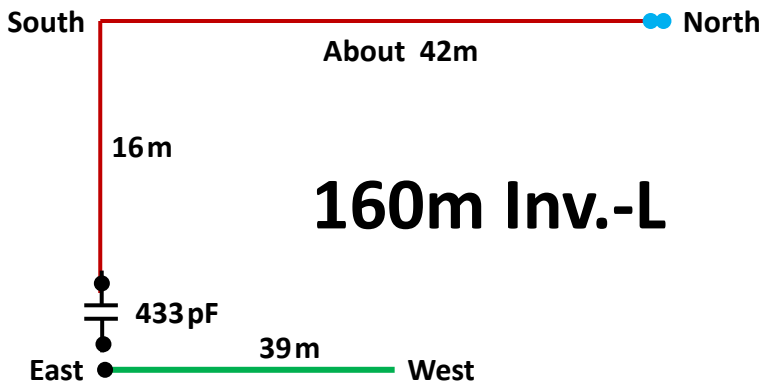 South
North
About 42m
16m
160m Inv.-L
433pF
39m
East
West